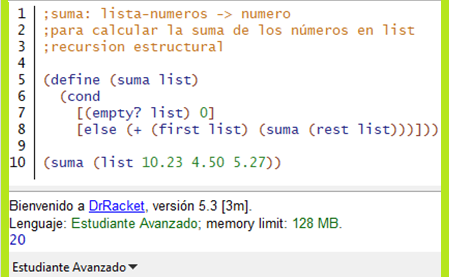 1 ;suma: lista-numeros -> numero
2 ;para calcular la suma de los números en list
3 ;recursion estructural
4
5 (define (suma list)
6 (cond
7 [(empty? list) 0]
8 [else (+ (first list) (suma (rest list)))]))
9
10 (suma (list 10.23 4.50 5.27))
Bienvenido a DrRacket, versión 5.3 [3m].
Lenguaje: Estudiante Avanzado; memory limit: 128 MB.
20
Estudiante Avanzado▼